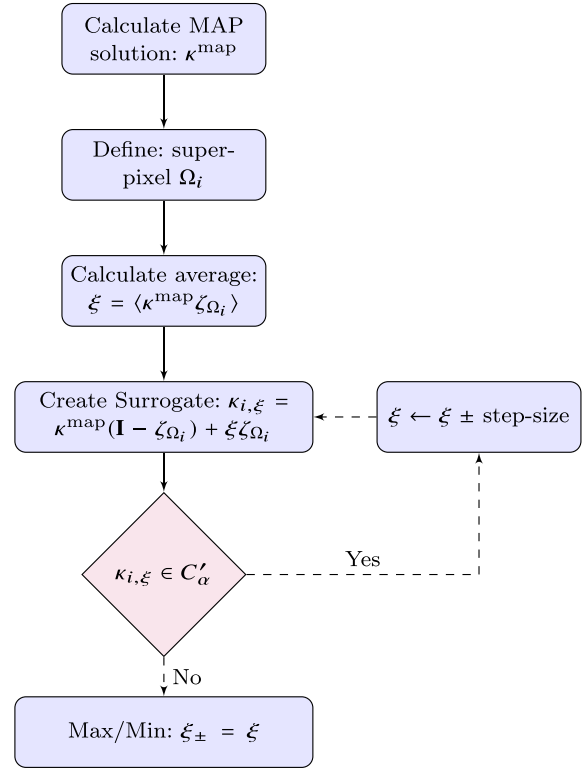 Calculate MAP
solution: κ^map
Define: super-
pixel Ω_i
Calculate average:
ξ = ⟨κ^map ζ_Ω_i⟩
Create Surrogate: κ_i,ξ =
κ^map(I − ζ_Ω_i) + ξζ_Ω_i
ξ ← ξ ± step-size
κ_i,ξ ∈ C′_α
Yes
No
Max/Min: ξ_± = ξ